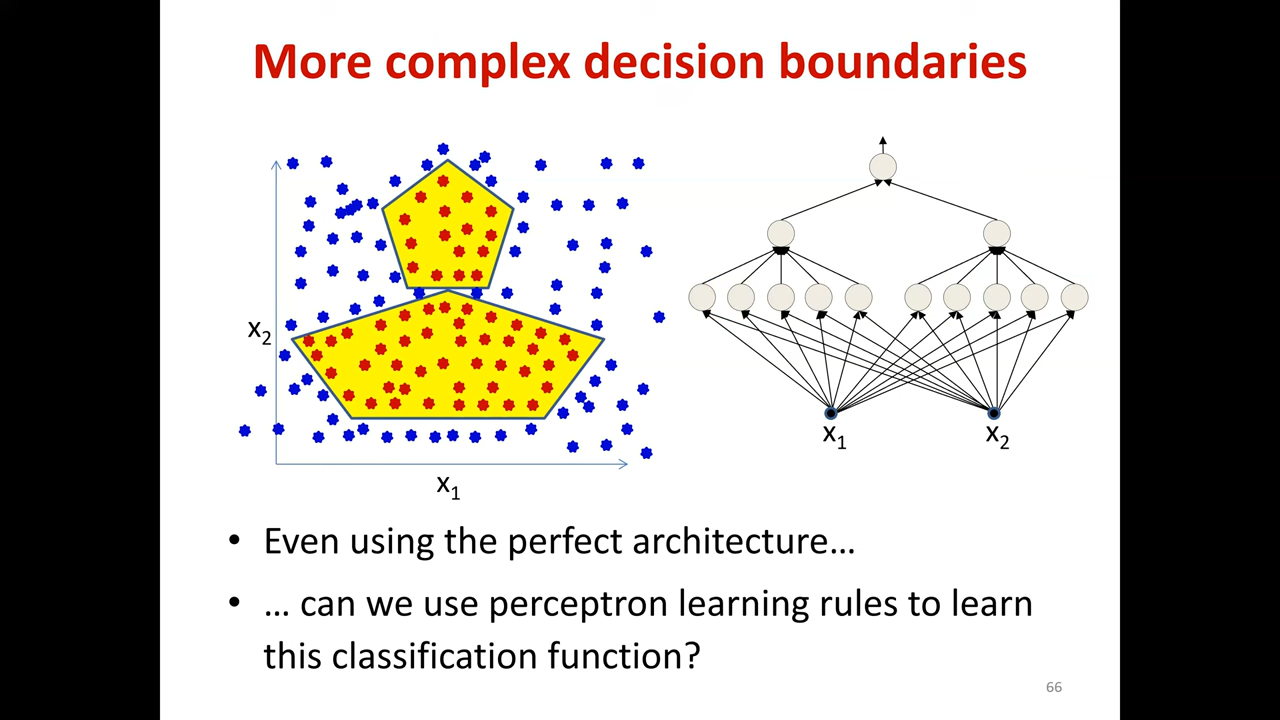 More complex decision boundaries
x₂
x₁
x₁
x₂
• Even using the perfect architecture…
• … can we use perceptron learning rules to learn
this classification function?
66